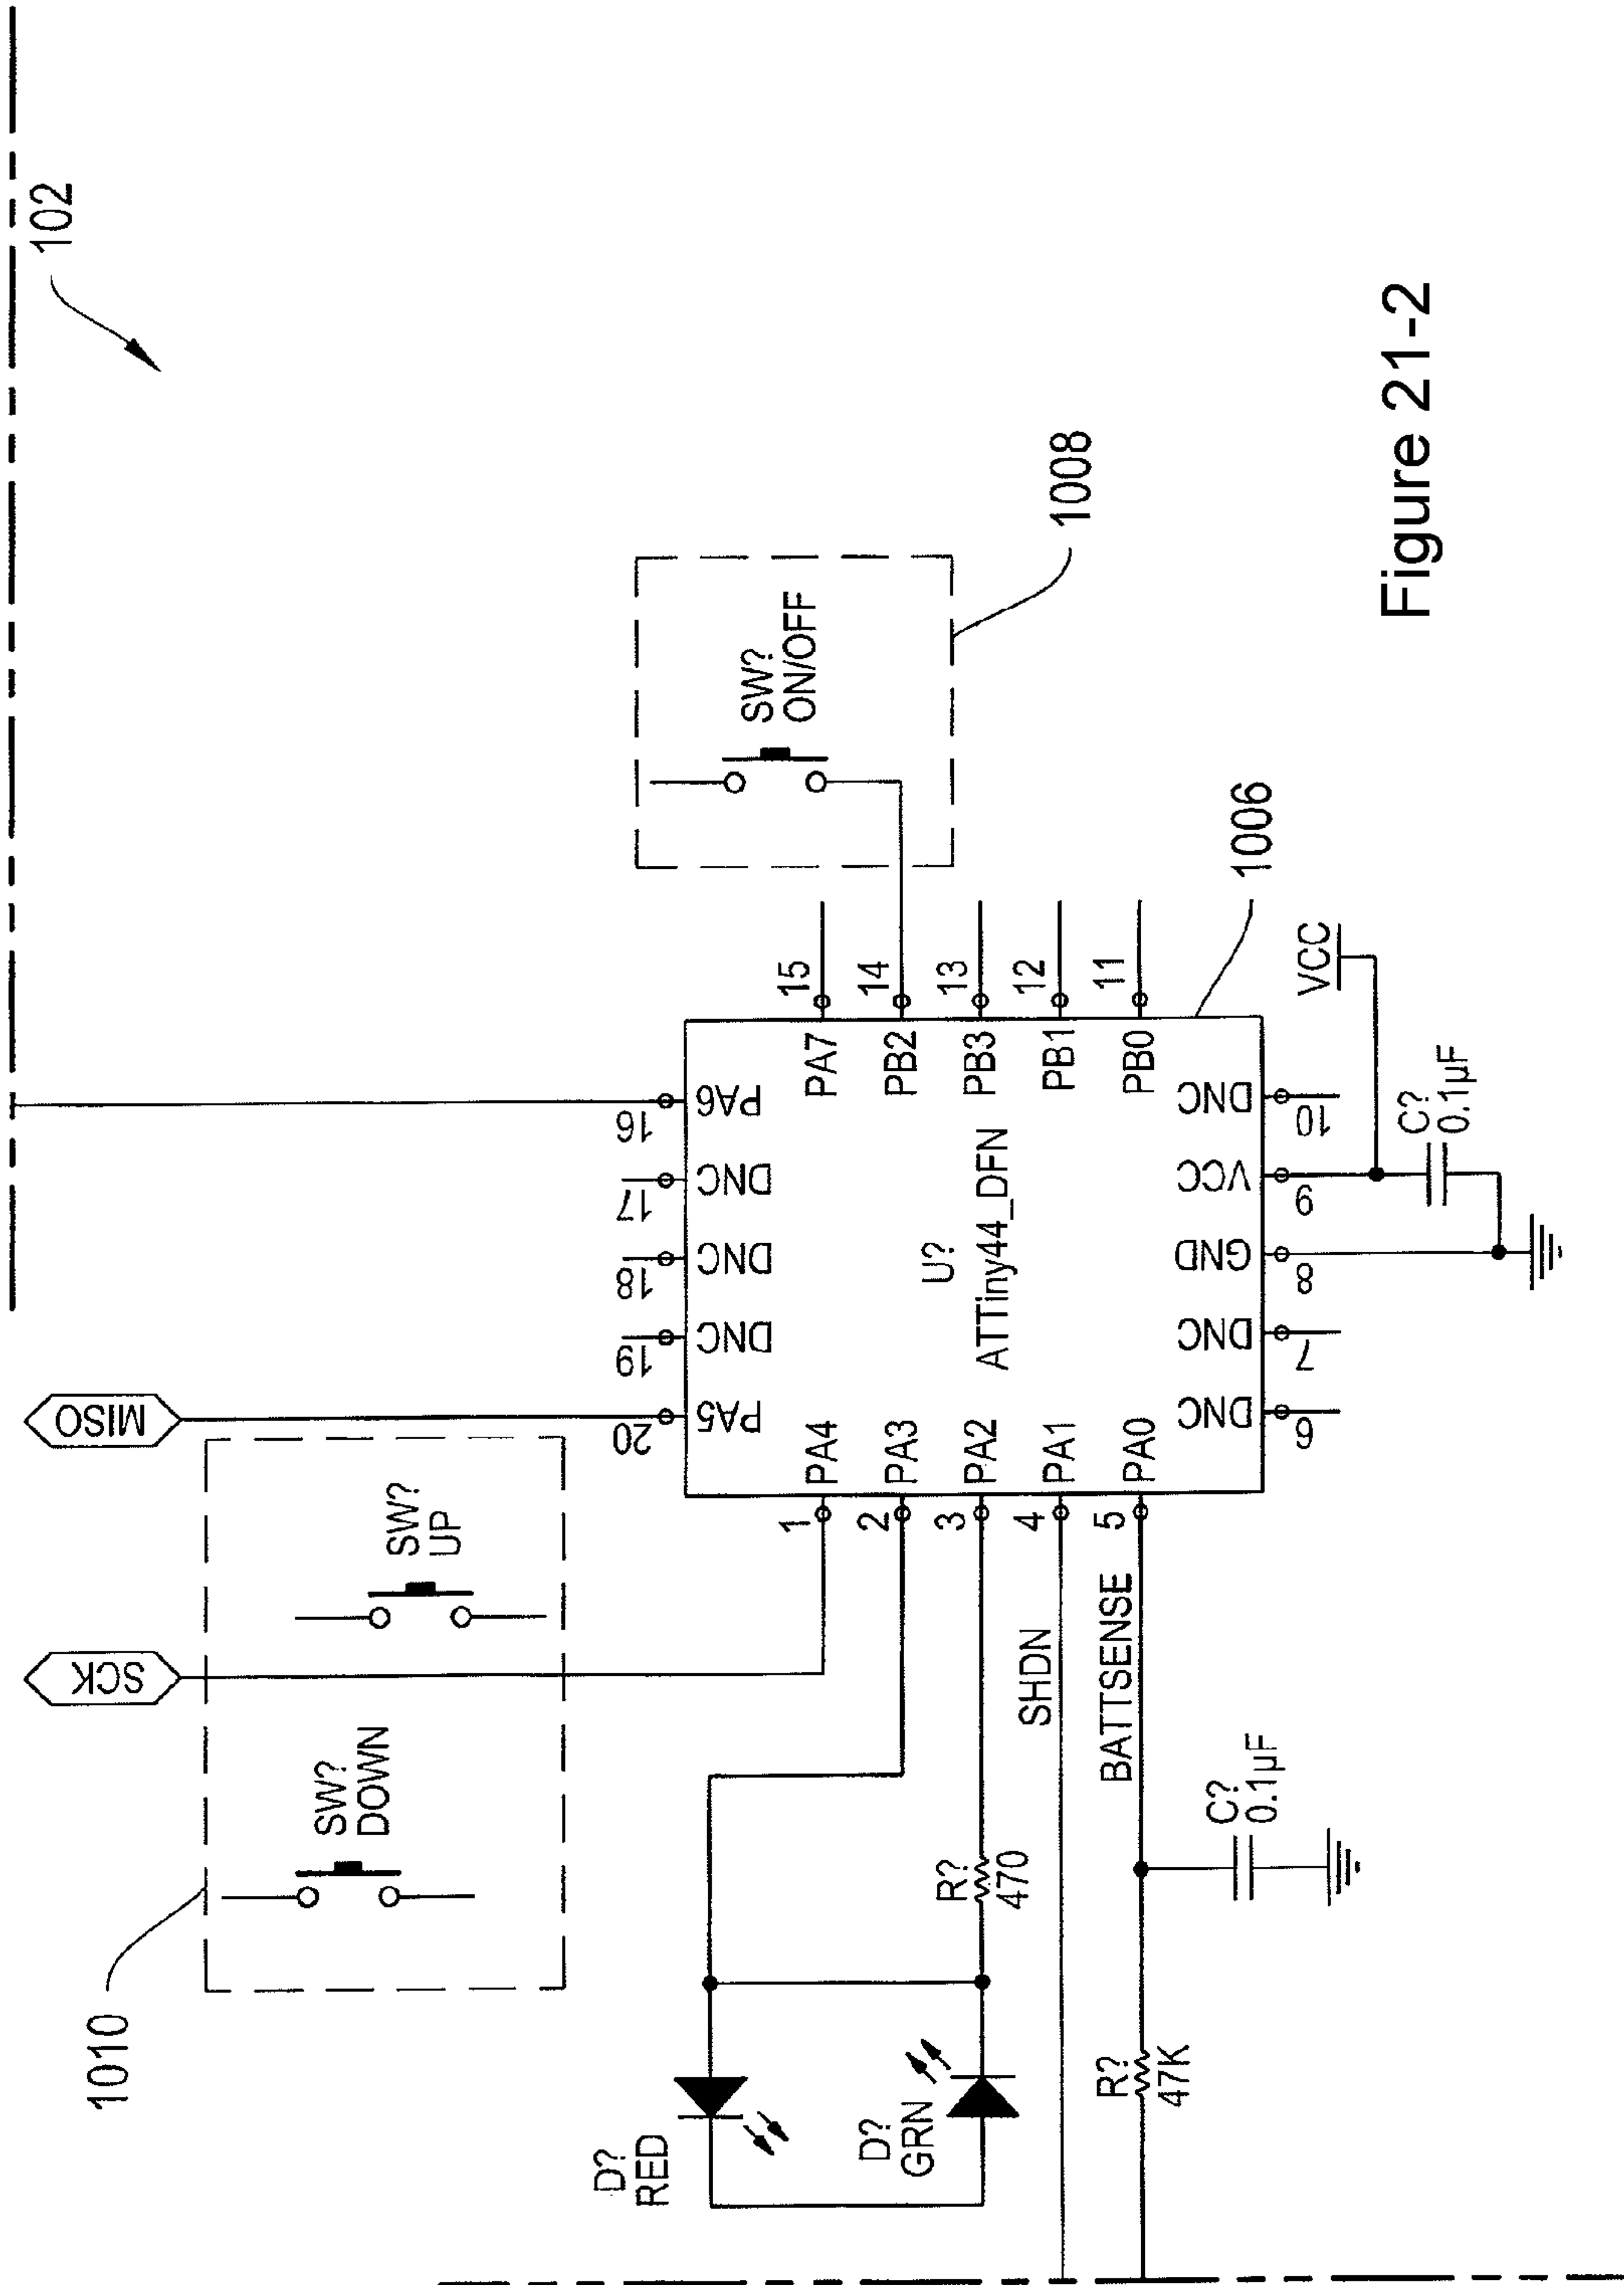 102
MISO
SCK
1010
SW?
DOWN
SW?
UP
SW?
ON/OFF
1008
20
19
18
17
16
PA5
DNC
DNC
DNC
PA6
1
PA4
2
PA3
3
PA2
4
PA1
5
PA0
PA7
15
PB2
14
PB3
13
PB1
12
PB0
11
U?
ATTiny44_DFN
DNC
DNC
GND
VCC
DNC
6
7
8
9
10
1006
VCC
C?
0.1µF
D?
RED
D?
GRN
R?
470
SHDN
BATTSENSE
R?
47K
C?
0.1µF
Figure 21-2